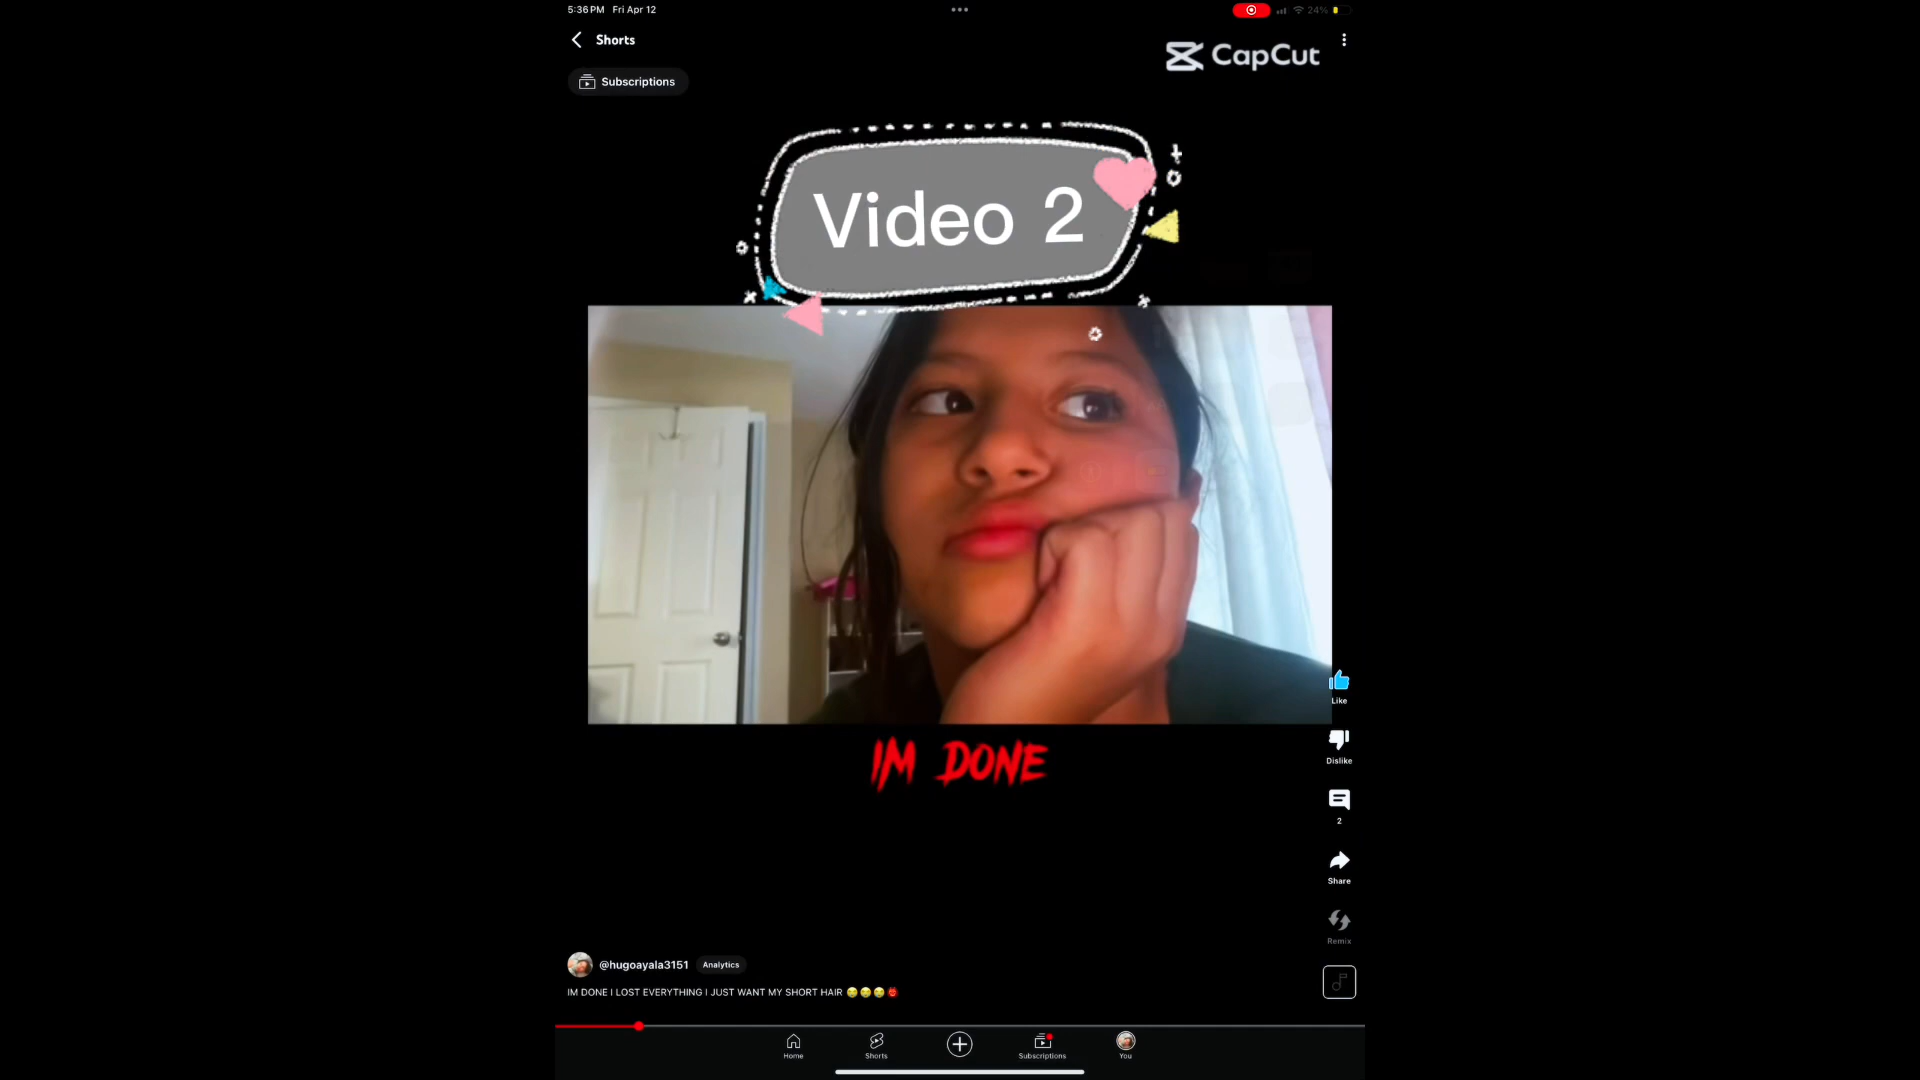 5:36 PM Fri Apr 12
24%
Shorts
CapCut
Subscriptions
Video 2
IM DONE
Like
Dislike
2
Share
Remix
@hugoayala3151 Analytics
IM DONE I LOST EVERYTHING I JUST WANT MY SHORT HAIR
Home
Shorts
Subscriptions
You